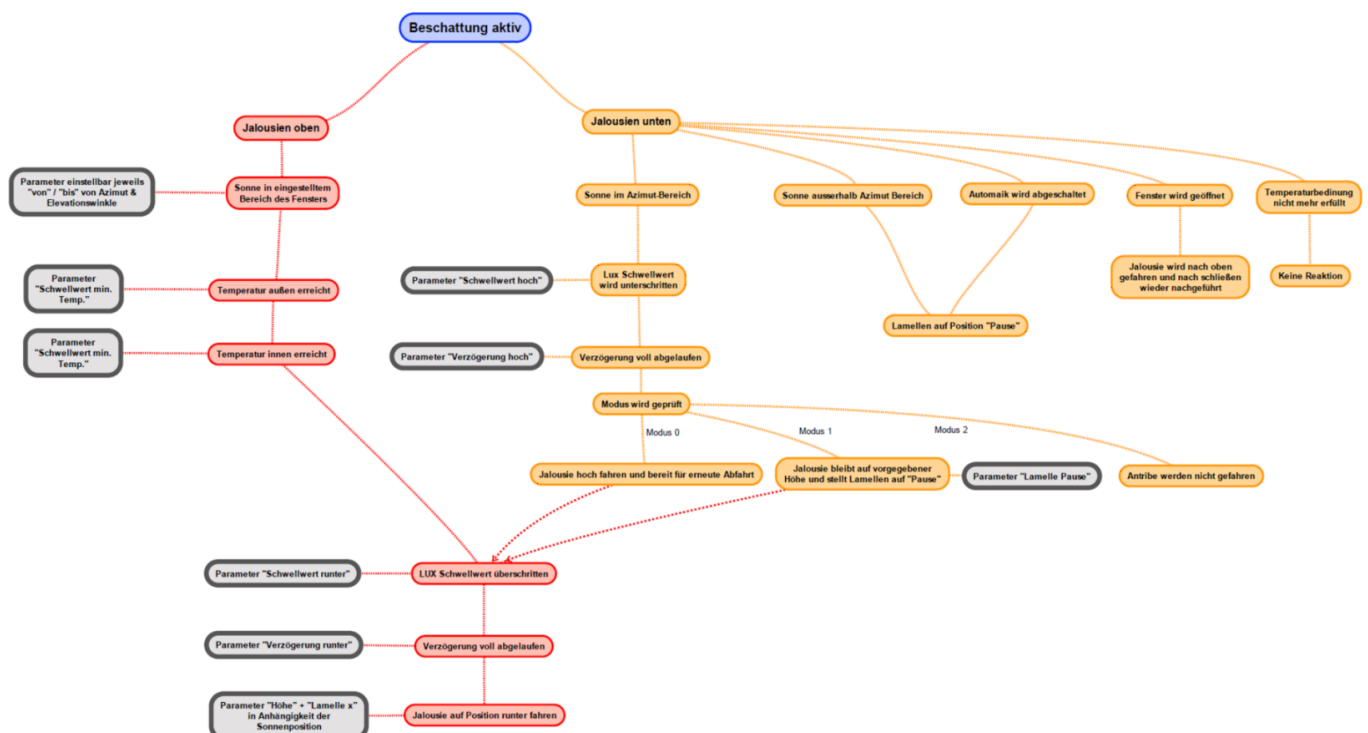 Beschattung aktiv
Jalousien oben
Jalousien unten
Parameter einstellbar jeweils
"von" / "bis" von Azimut &
Elevationswinkle
Sonne in eingestelltem
Bereich des Fensters
Sonne im Azimut-Bereich
Sonne ausserhalb Azimut Bereich
Automaik wird abgeschaltet
Fenster wird geöffnet
Temperaturbedinung
nicht mehr erfüllt
Parameter
"Schwellwert min.
Temp."
Temperatur außen erreicht
Parameter "Schwellwert hoch"
Lux Schwellwert
wird unterschritten
Jalousie wird nach oben
gefahren und nach schließen
wieder nachgeführt
Keine Reaktion
Lamellen auf Position "Pause"
Parameter
"Schwellwert min.
Temp."
Temperatur innen erreicht
Parameter "Verzögerung hoch"
Verzögerung voll abgelaufen
Modus wird geprüft
Modus 0
Modus 1
Modus 2
Jalousie hoch fahren und bereit für erneute Abfahrt
Jalousie bleibt auf vorgegebener
Höhe und stellt Lamellen auf "Pause"
Parameter "Lamelle Pause"
Antribe werden nicht gefahren
Parameter "Schwellwert runter"
LUX Schwellwert überschritten
Parameter "Verzögerung runter"
Verzögerung voll abgelaufen
Parameter "Höhe" + "Lamelle x"
in Anhängigkeit der
Sonnenposition
Jalousie auf Position runter fahren